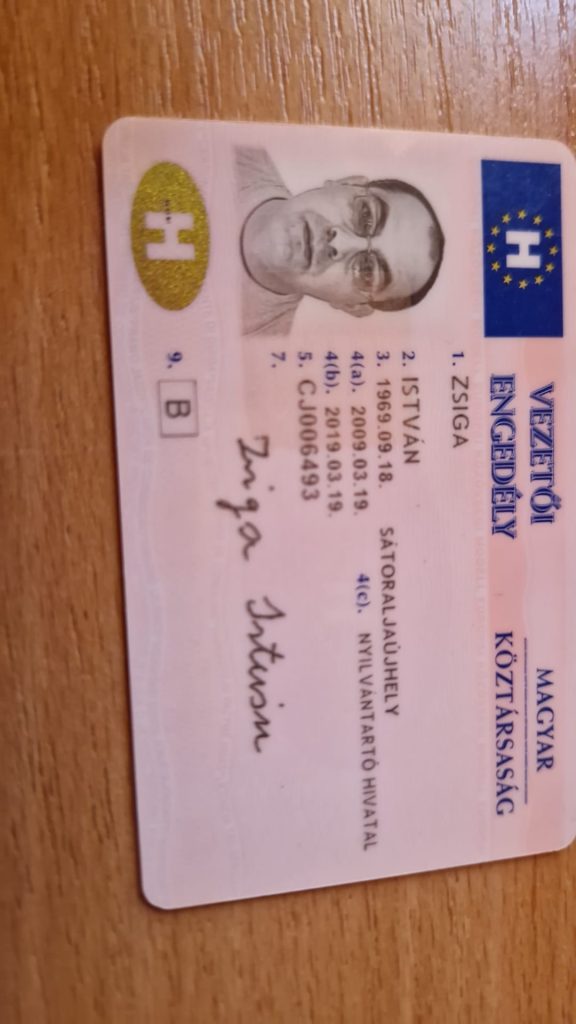 VEZETŐI ENGEDÉLY
MAGYAR KÖZTÁRSASÁG
H
1. ZSIGA
2. ISTVÁN
3. 1969.09.18. SÁTORALJAÚJHELY
4(a). 2009.03.19. 4(c). NYILVÁNTARTÓ HIVATAL
4(b). 2019.03.19.
5. CJ006493
7. Zsiga István
9. B
H